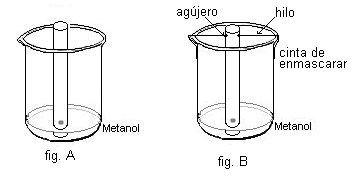 agújero
hilo
cinta de
enmascarar
Metanol
Metanol
fig. A
fig. B